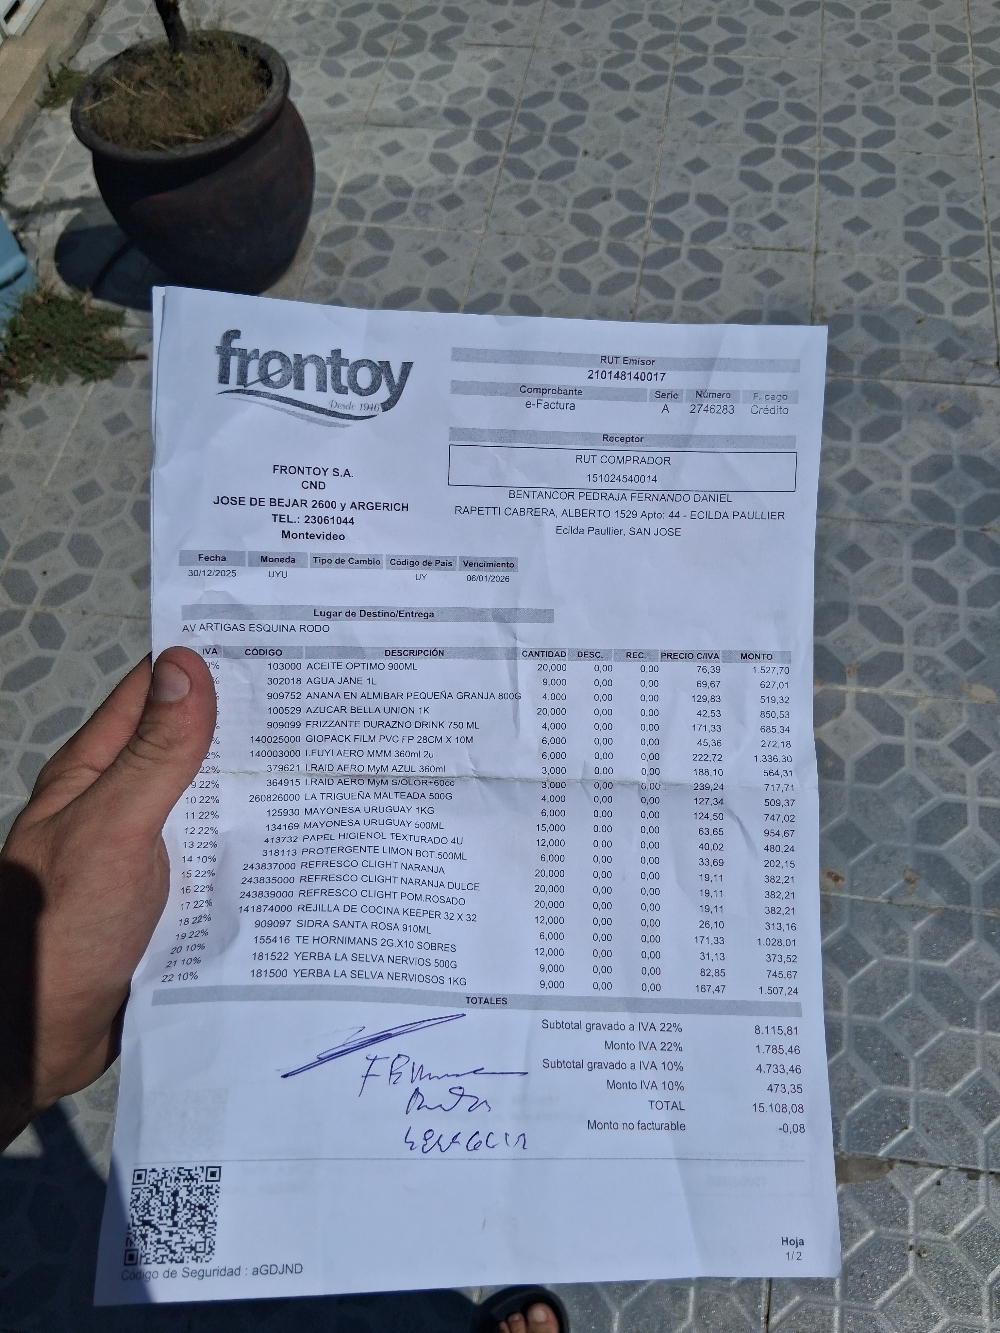 frontoy
Desde 1946
FRONTOY S.A.
CND
JOSE DE BEJAR 2600 y ARGERICH
TEL.: 23061044
Montevideo
RUT Emisor
210148140017
Comprobante Serie Número F. pago
e-Factura A 2746283 Crédito
Receptor
RUT COMPRADOR
151024540014
BENTANCOR PEDRAJA FERNANDO DANIEL
RAPETTI CABRERA, ALBERTO 1529 Apto: 44 - ECILDA PAULLIER
Ecilda Paullier, SAN JOSE
Fecha Moneda Tipo de Cambio Código de País Vencimiento
30/12/2025 UYU UY 06/01/2026
Lugar de Destino/Entrega
AV ARTIGAS ESQUINA RODO
IVA CÓDIGO DESCRIPCIÓN CANTIDAD DESC. REC. PRECIO C/IVA MONTO
% 103000 ACEITE OPTIMO 900ML 20,000 0,00 0,00 76,39 1.527,70
% 302018 AGUA JANE 1L 9,000 0,00 0,00 69,67 627,01
909752 ANANA EN ALMIBAR PEQUEÑA GRANJA 800G 4,000 0,00 0,00 129,83 519,32
100529 AZUCAR BELLA UNION 1K 20,000 0,00 0,00 42,53 850,53
909099 FRIZZANTE DURAZNO DRINK 750 ML 4,000 0,00 0,00 171,33 685,34
% 140025000 GIOPACK FILM PVC FP 28CM X 10M 6,000 0,00 0,00 45,36 272,18
2% 140003000 I.FUYI AERO MMM 360ml 2u 6,000 0,00 0,00 222,72 1.336,30
22% 379621 I.RAID AERO MyM AZUL 360ml 3,000 0,00 0,00 188,10 564,31
9 22% 364915 I.RAID AERO MyM S/OLOR+60cc 3,000 0,00 0,00 239,24 717,71
10 22% 260826000 LA TRIGUEÑA MALTEADA 500G 4,000 0,00 0,00 127,34 509,37
11 22% 125930 MAYONESA URUGUAY 1KG 6,000 0,00 0,00 124,50 747,02
12 22% 134169 MAYONESA URUGUAY 500ML 15,000 0,00 0,00 63,65 954,67
13 22% 413732 PAPEL HIGIENOL TEXTURADO 4U 12,000 0,00 0,00 40,02 480,24
14 10% 318113 PROTERGENTE LIMON BOT.500ML 6,000 0,00 0,00 33,69 202,15
15 22% 243837000 REFRESCO CLIGHT NARANJA 20,000 0,00 0,00 19,11 382,21
16 22% 243835000 REFRESCO CLIGHT NARANJA DULCE 20,000 0,00 0,00 19,11 382,21
17 22% 243839000 REFRESCO CLIGHT POM.ROSADO 20,000 0,00 0,00 19,11 382,21
18 22% 141874000 REJILLA DE COCINA KEEPER 32 X 32 12,000 0,00 0,00 26,10 313,16
19 22% 909097 SIDRA SANTA ROSA 910ML 6,000 0,00 0,00 171,33 1.028,01
20 10% 155416 TE HORNIMANS 2G.X10 SOBRES 12,000 0,00 0,00 31,13 373,52
21 10% 181522 YERBA LA SELVA NERVIOS 500G 9,000 0,00 0,00 82,85 745,67
22 10% 181500 YERBA LA SELVA NERVIOSOS 1KG 9,000 0,00 0,00 167,47 1.507,24
TOTALES
Subtotal gravado a IVA 22% 8.115,81
Monto IVA 22% 1.785,46
Subtotal gravado a IVA 10% 4.733,46
Monto IVA 10% 473,35
TOTAL 15.108,08
Monto no facturable -0,08
Código de Seguridad : aGDJND
Hoja
1/2